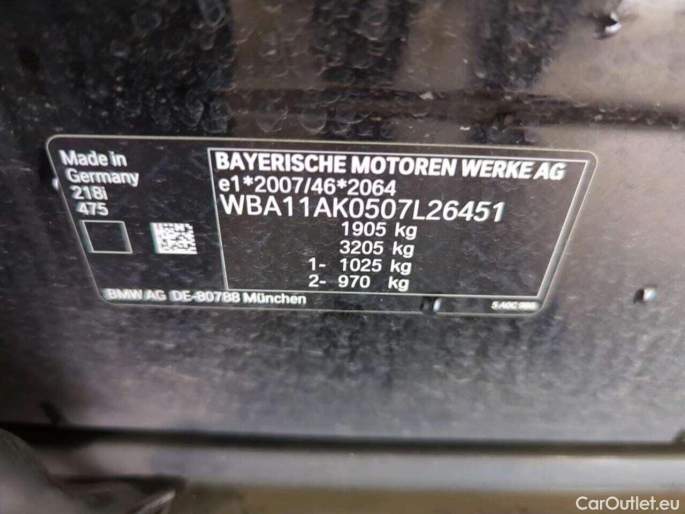 Made in
Germany
218i
475
BAYERISCHE MOTOREN WERKE AG
e1*2007/46*2064
WBA11AK0507L26451
1905 kg
3205 kg
1- 1025 kg
2- 970 kg
BMW AG DE-80788 München
CarOutlet.eu